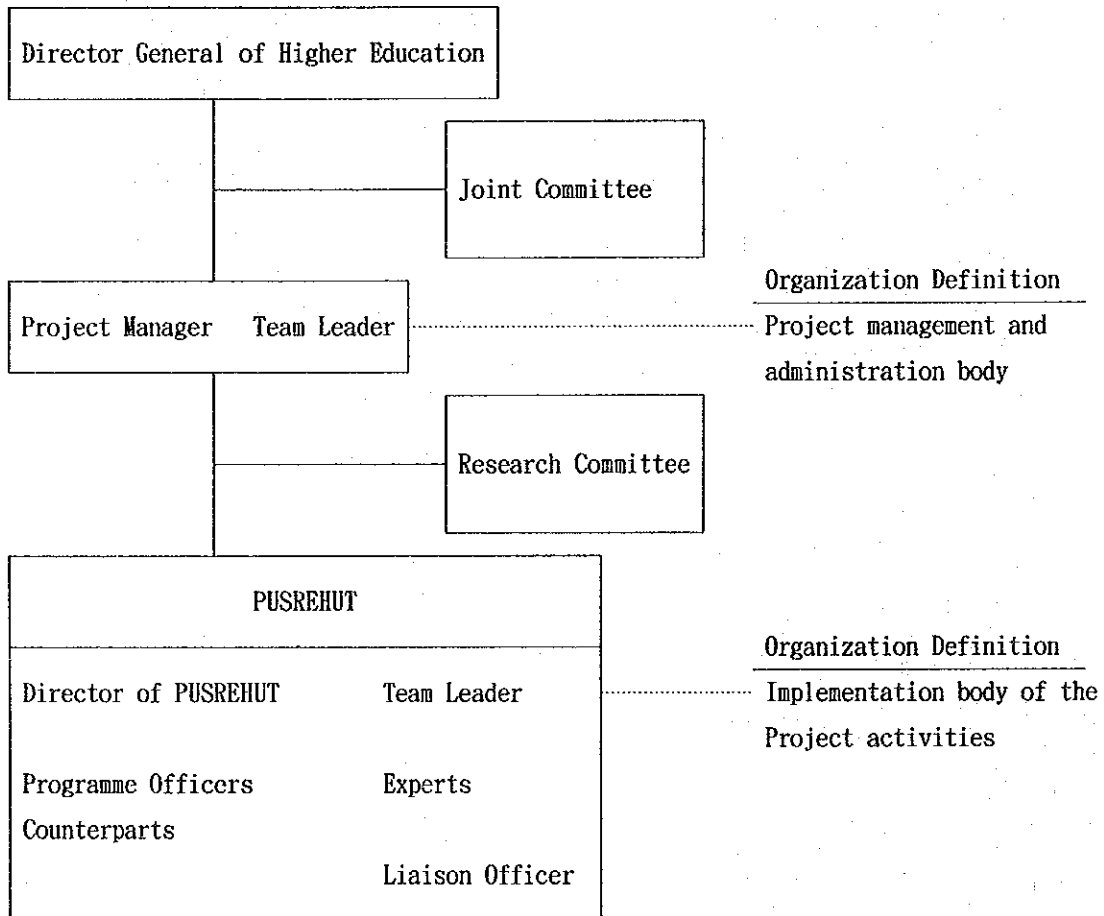 Director General of Higher Education
Joint Committee
Organization Definition
Project Manager Team Leader
Project management and
administration body
Research Committee
PUSREHUT
Organization Definition
Director of PUSREHUT Team Leader
Implementation body of the
Project activities
Programme Officers Experts
Counterparts
Liaison Officer